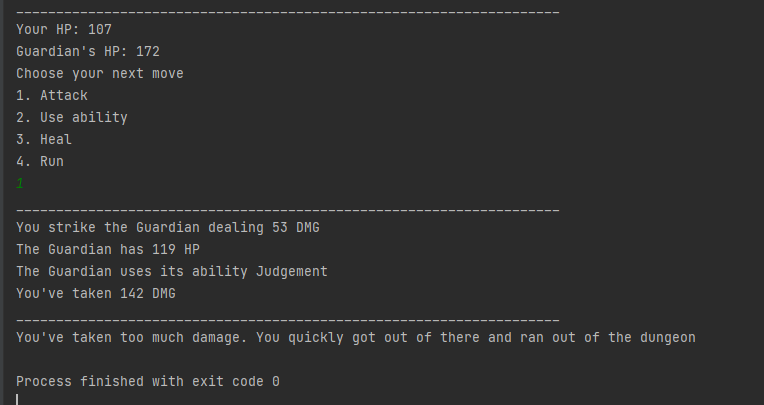 ____________________________________________________________________
Your HP: 107
Guardian's HP: 172
Choose your next move
1. Attack
2. Use ability
3. Heal
4. Run
1
____________________________________________________________________
You strike the Guardian dealing 53 DMG
The Guardian has 119 HP
The Guardian uses its ability Judgement
You've taken 142 DMG
____________________________________________________________________
You've taken too much damage. You quickly got out of there and ran out of the dungeon
Process finished with exit code 0